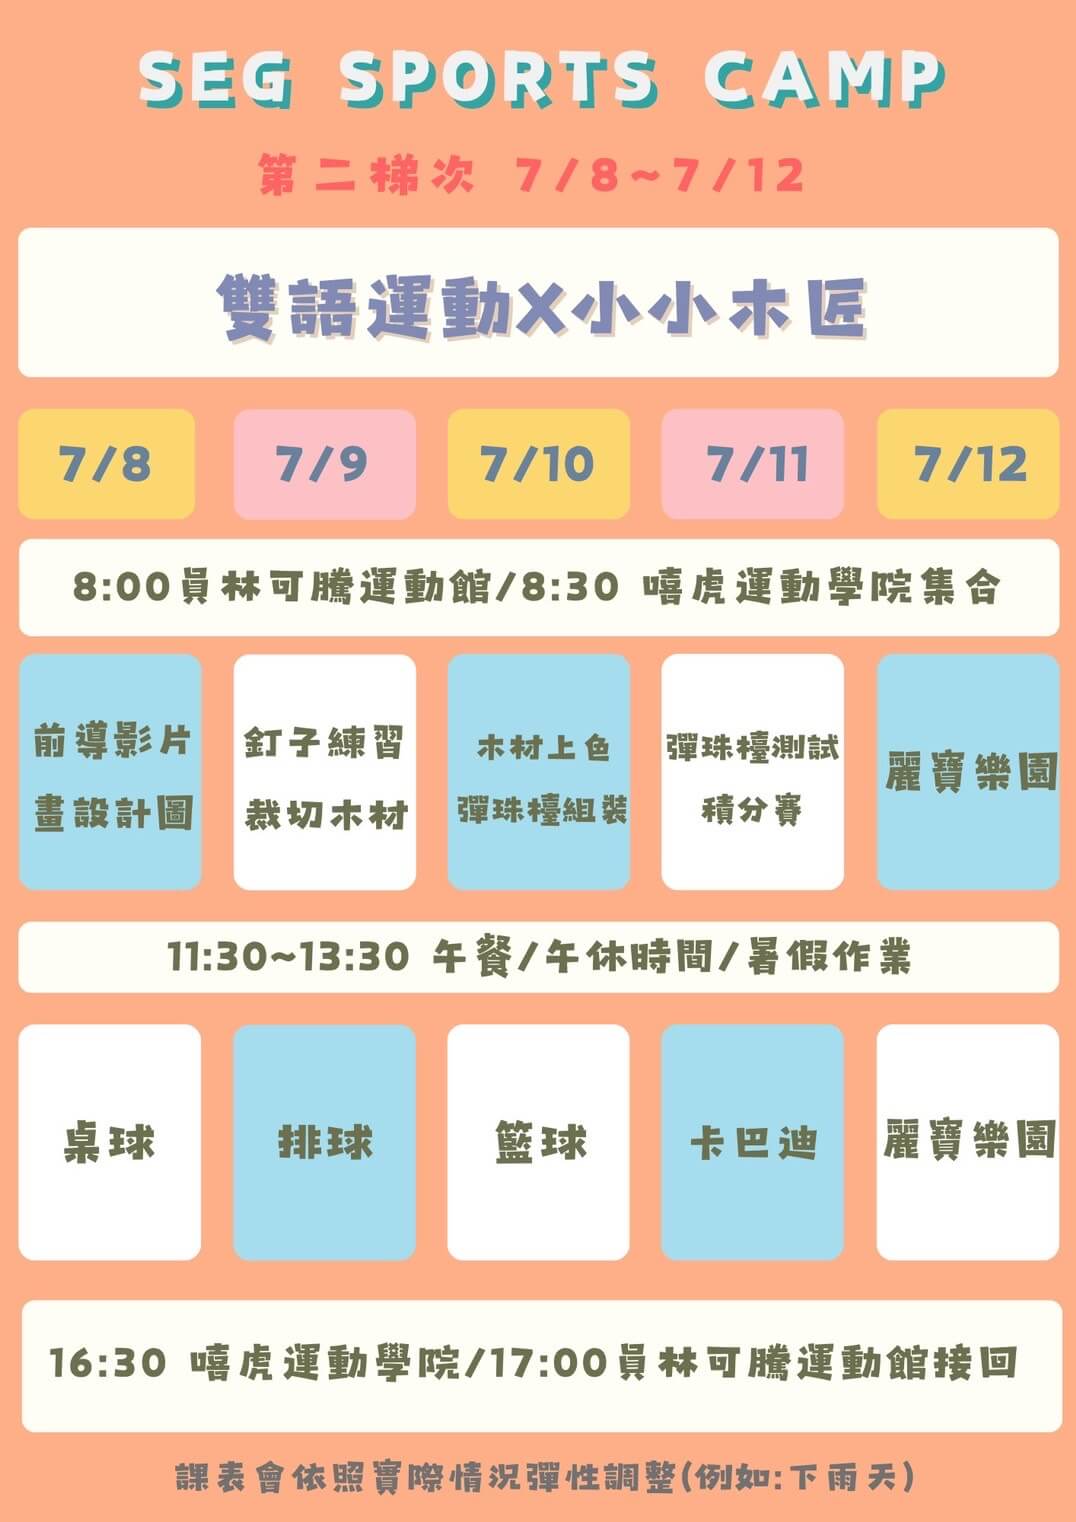 SEG SPORTS CAMP
第二梯次 7/8~7/12
雙語運動X小小木匠
7/8
7/9
7/10
7/11
7/12
8:00員林可騰運動館/8:30 嘻虎運動學院集合
前導影片
畫設計圖
釘子練習
裁切木材
木材上色
彈珠檯組裝
彈珠檯測試
積分賽
麗寶樂園
11:30~13:30 午餐/午休時間/暑假作業
桌球
排球
籃球
卡巴迪
麗寶樂園
16:30 嘻虎運動學院/17:00員林可騰運動館接回
課表會依照實際情況彈性調整(例如:下雨天)